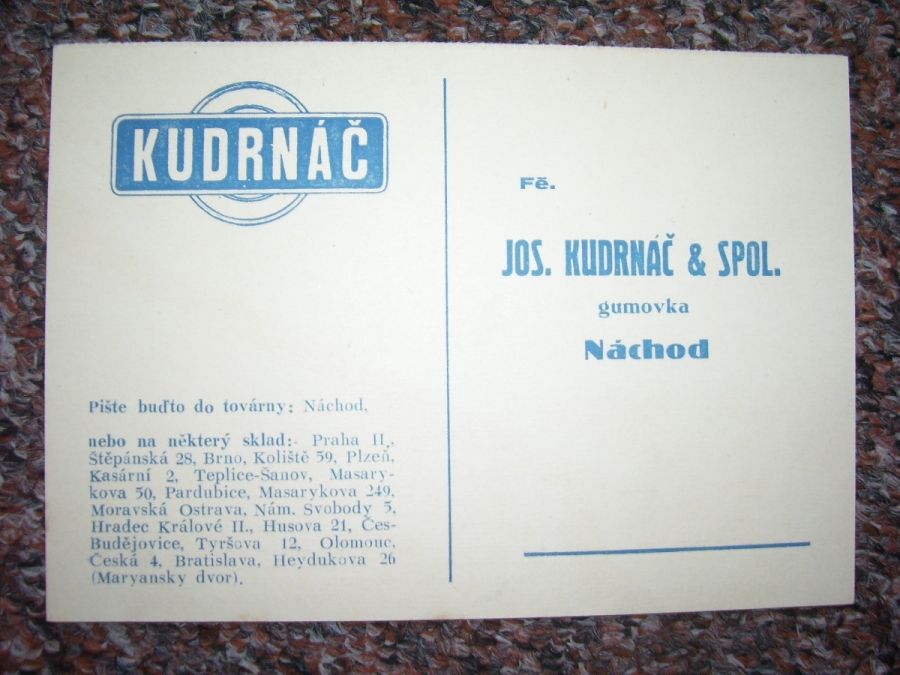 KUDRNÁČ
Pište buďto do továrny: Náchod,
nebo na některý sklad: Praha II.,
Štěpánská 28, Brno, Koliště 59, Plzeň,
Kasární 2, Teplice-Šanov, Masary-
kova 50, Pardubice, Masarykova 249,
Moravská Ostrava, Nám. Svobody 5,
Hradec Králové II., Husova 21, Čes-
Budějovice, Tyršova 12, Olomouc,
Česká 4, Bratislava, Heydukova 26
(Maryansky dvor).
Fě.
JOS. KUDRNÁČ & SPOL.
gumovka
Náchod